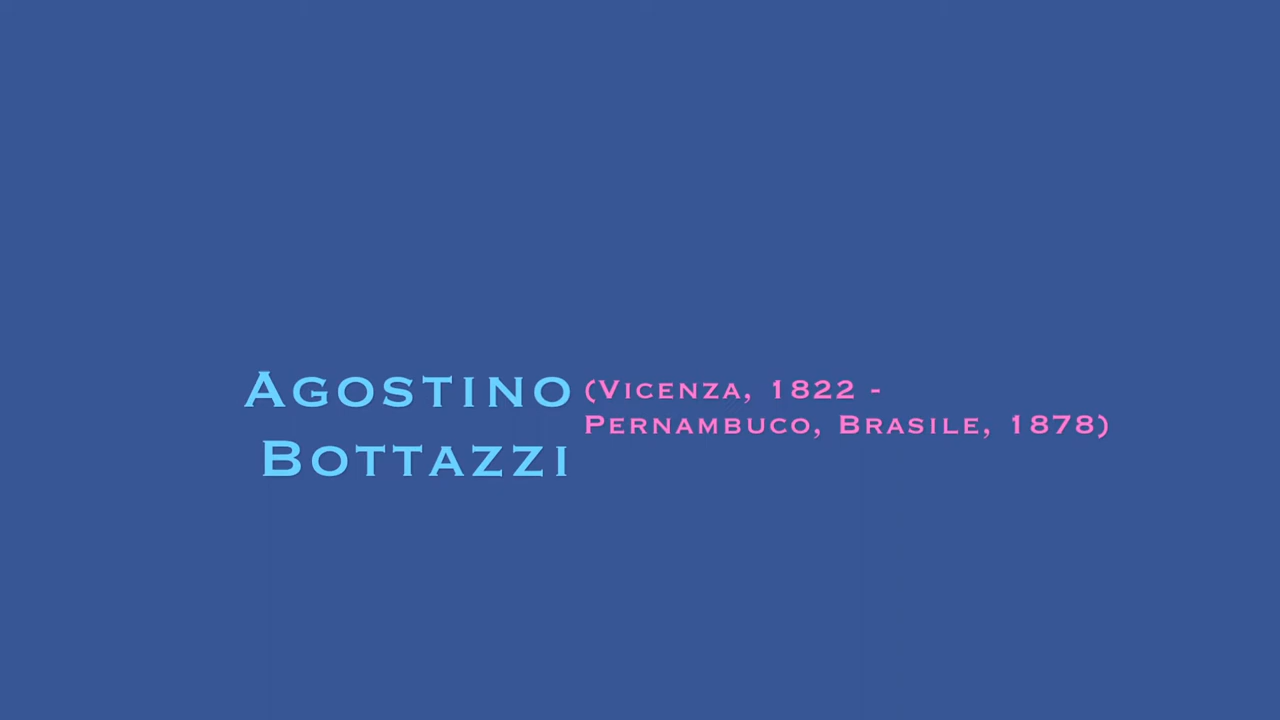 Agostino
Bottazzi
(Vicenza, 1822 -
Pernambuco, Brasile, 1878)